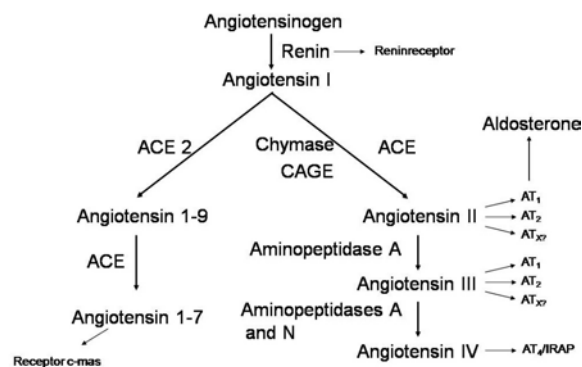 Angiotensinogen
Renin Reninreceptor
Angiotensin I
Aldosterone
ACE 2 Chymase ACE
CAGE
AT1
Angiotensin 1-9 Angiotensin II AT2
ATX?
ACE Aminopeptidase A
AT1
Angiotensin III AT2
ATX?
Angiotensin 1-7 Aminopeptidases A
and N
Receptor c-mas Angiotensin IV AT4/IRAP